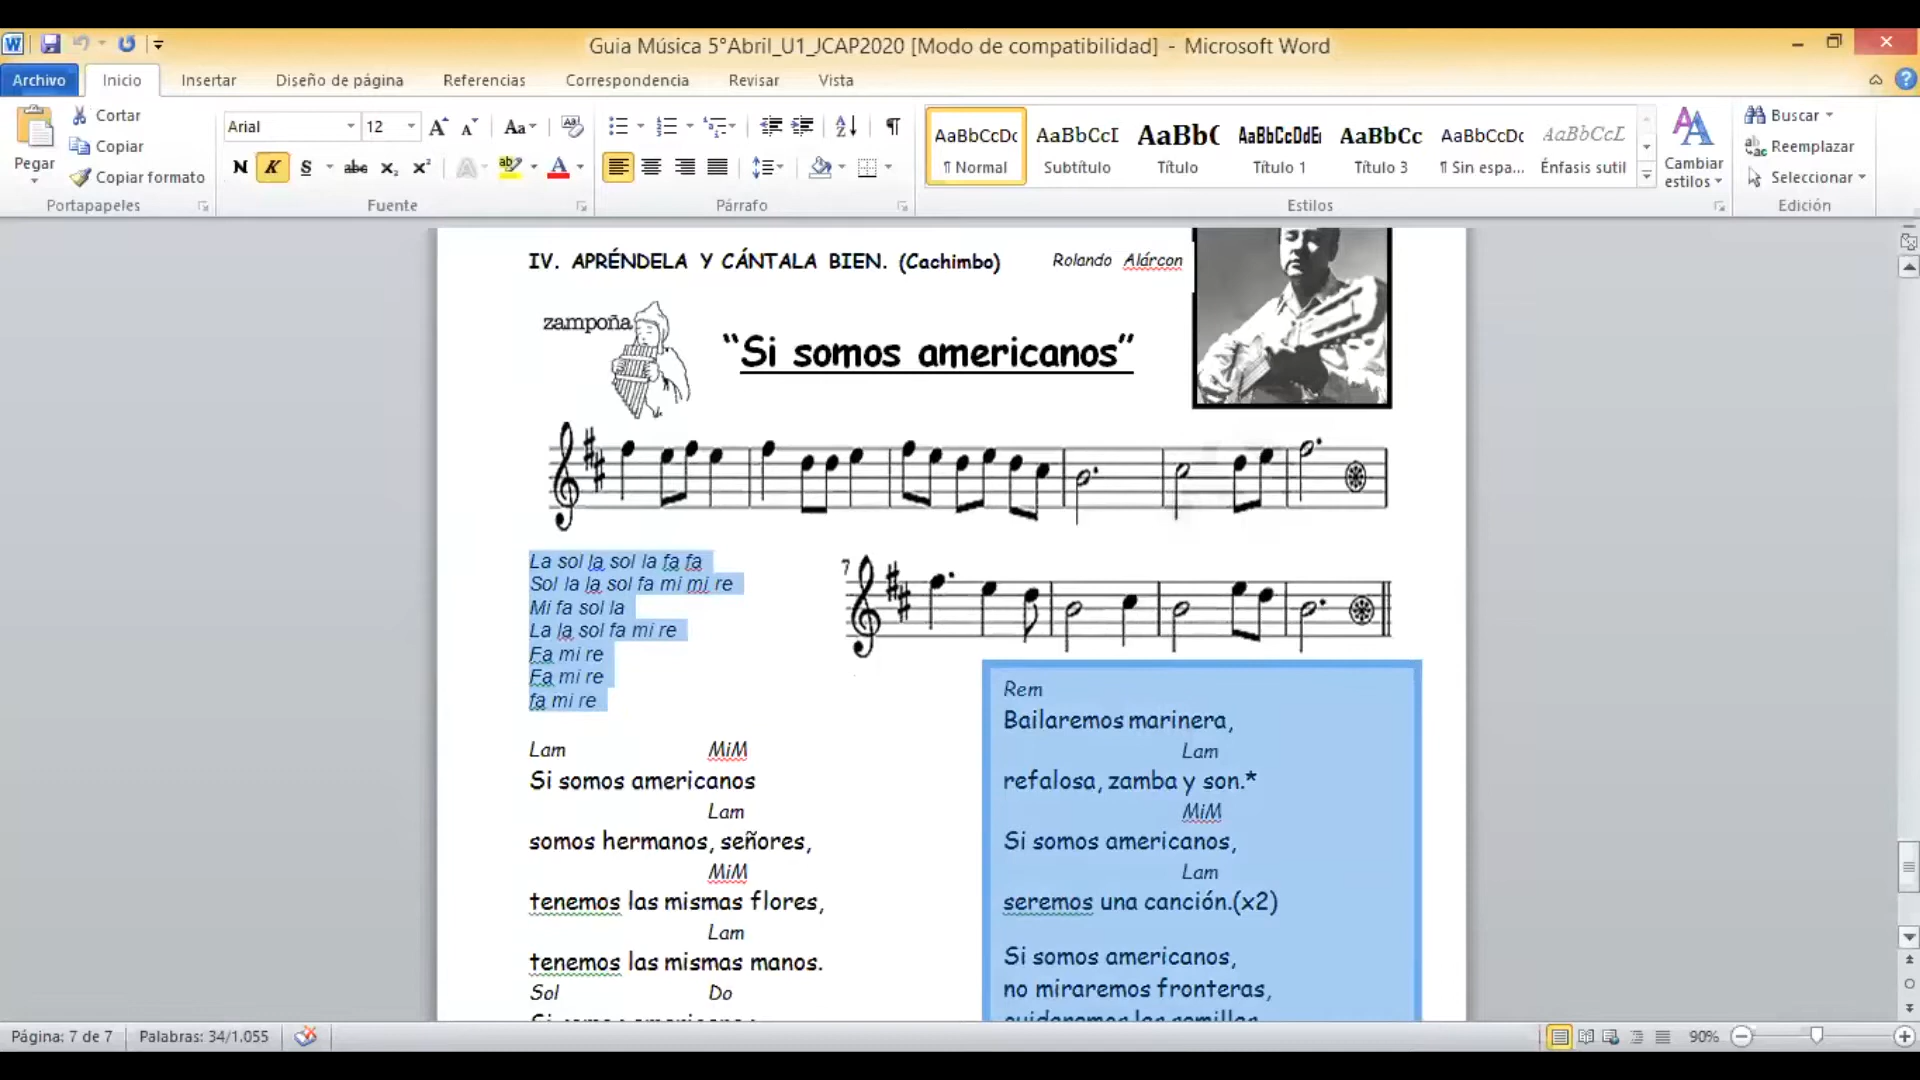 Guia Música 5°Abril_U1_JCAP2020 [Modo de compatibilidad] - Microsoft Word
Archivo Inicio Insertar Diseño de página Referencias Correspondencia Revisar Vista
Pegar
Cortar
Copiar
Copiar formato
Portapapeles
Arial 12
N K S abc x₂ x²
Aa
Fuente
Párrafo
AaBbCcDc AaBbCcI AaBbC AaBbCcDdEe AaBbCc AaBbCcDc AaBbCcL
¶ Normal Subtítulo Título Título 1 Título 3 ¶ Sin espa... Énfasis sutil
Estilos
Cambiar estilos
Buscar
Reemplazar
Seleccionar
Edición
IV. APRÉNDELA Y CÁNTALA BIEN. (Cachimbo) Rolando Alárcon
zampoña
“Si somos americanos”
La sol la sol la fa fa
Sol la la sol fa mi mi re
Mi fa sol la
La la sol fa mi re
Fa mi re
Fa mi re
fa mi re
7
Lam MiM
Si somos americanos
Lam
somos hermanos, señores,
MiM
tenemos las mismas flores,
Lam
tenemos las mismas manos.
Sol Do
Rem
Bailaremos marinera,
Lam
refalosa, zamba y son.*
MiM
Si somos americanos,
Lam
seremos una canción.(x2)
Si somos americanos,
no miraremos fronteras,
Página: 7 de 7 Palabras: 34/1.055 90%